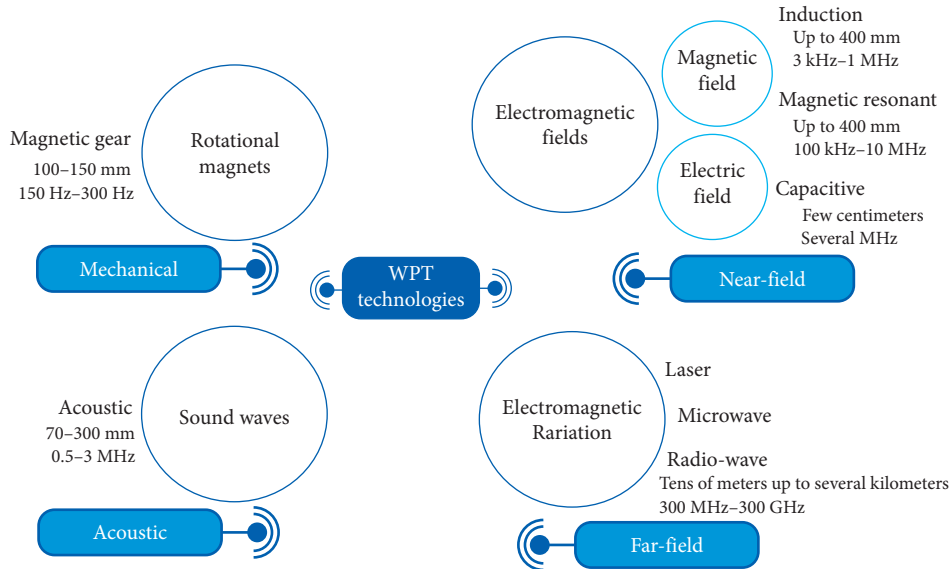 Magnetic gear
100–150 mm
150 Hz–300 Hz
Rotational
magnets
Mechanical
Electromagnetic
fields
Magnetic
field
Electric
field
Induction
Up to 400 mm
3 kHz–1 MHz
Magnetic resonant
Up to 400 mm
100 kHz–10 MHz
Capacitive
Few centimeters
Several MHz
Near-field
WPT
technologies
Acoustic
70–300 mm
0.5–3 MHz
Sound waves
Acoustic
Electromagnetic
Rariation
Laser
Microwave
Radio-wave
Tens of meters up to several kilometers
300 MHz–300 GHz
Far-field